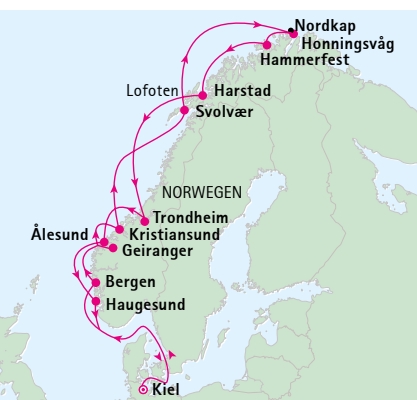 Nordkap
Honningsvåg
Hammerfest
Lofoten
Harstad
Svolvær
NORWEGEN
Trondheim
Ålesund
Kristiansund
Geiranger
Bergen
Haugesund
Kiel